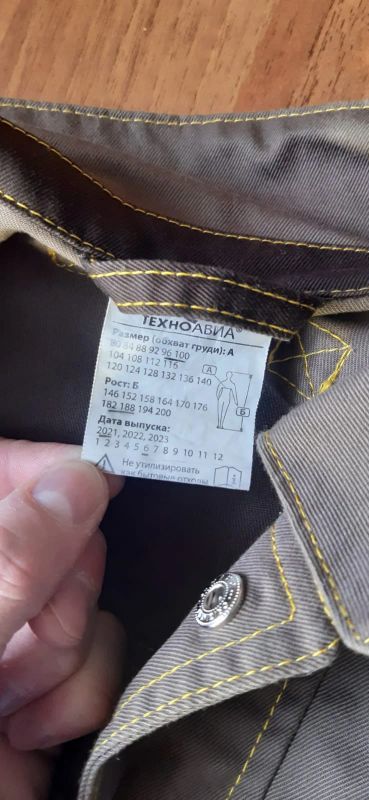 ТЕХНОАВИА®
Размер (обхват груди): А
80 84 88 92 96 100
104 108 112 116
120 124 128 132 136 140
А
Рост: Б
146 152 158 164 170 176
182 188 194 200
Б
Дата выпуска:
2021, 2022, 2023
1 2 3 4 5 6 7 8 9 10 11 12
Не утилизировать
как бытовые отходы